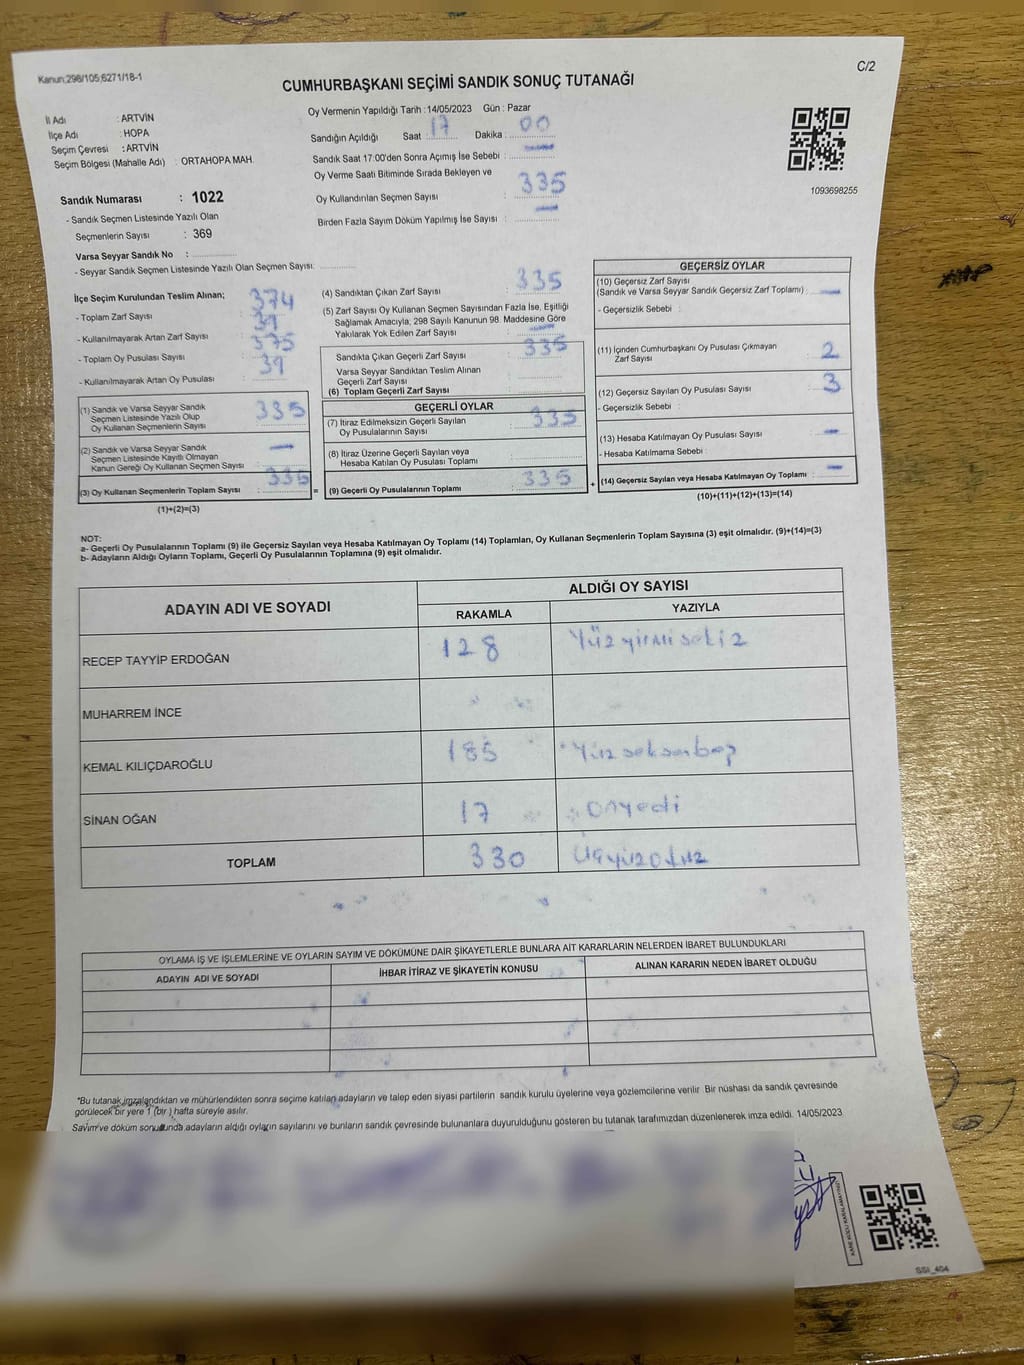 Kanun;298/105;6271/18-1
C/2
CUMHURBAŞKANI SEÇİMİ SANDIK SONUÇ TUTANAĞI
İl Adı : ARTVİN
İlçe Adı : HOPA
Seçim Çevresi : ARTVİN
Seçim Bölgesi (Mahalle Adı) : ORTAHOPA MAH.
Sandık Numarası : 1022
- Sandık Seçmen Listesinde Yazılı Olan
Seçmenlerin Sayısı : 369
Varsa Seyyar Sandık No :
- Seyyar Sandık Seçmen Listesinde Yazılı Olan Seçmen Sayısı:
Oy Vermenin Yapıldığı Tarih : 14/05/2023 Gün : Pazar
Sandığın Açıldığı Saat 17 Dakika 00
Sandık Saat 17:00'den Sonra Açımış İse Sebebi : —
Oy Verme Saati Bitiminde Sırada Bekleyen ve
Oy Kullandırılan Seçmen Sayısı : 335
Birden Fazla Sayım Döküm Yapılmış İse Sayısı : —
1093698255
İlçe Seçim Kurulundan Teslim Alınan;
- Toplam Zarf Sayısı : 374
- Kullanılmayarak Artan Zarf Sayısı : 39
- Toplam Oy Pusulası Sayısı : 375
- Kullanılmayarak Artan Oy Pusulası : 39
(1) Sandık ve Varsa Seyyar Sandık
Seçmen Listesinde Yazılı Olup
Oy Kullanan Seçmenlerin Sayısı : 335
(2) Sandık ve Varsa Seyyar Sandık
Seçmen Listesinde Kayıtlı Olmayan
Kanun Gereği Oy Kullanan Seçmen Sayısı : —
(3) Oy Kullanan Seçmenlerin Toplam Sayısı : 335
(1)+(2)=(3)
=
(4) Sandıktan Çıkan Zarf Sayısı : 335
(5) Zarf Sayısı Oy Kullanan Seçmen Sayısından Fazla İse, Eşitliği
Sağlamak Amacıyla, 298 Sayılı Kanunun 98. Maddesine Göre
Yakılarak Yok Edilen Zarf Sayısı : —
Sandıkta Çıkan Geçerli Zarf Sayısı : 335
Varsa Seyyar Sandıktan Teslim Alınan
Geçerli Zarf Sayısı :
(6) Toplam Geçerli Zarf Sayısı :
GEÇERLİ OYLAR
(7) İtiraz Edilmeksizin Geçerli Sayılan
Oy Pusulalarının Sayısı : 335
(8) İtiraz Üzerine Geçerli Sayılan veya
Hesaba Katılan Oy Pusulası Toplamı :
(9) Geçerli Oy Pusulalarının Toplamı : 335
+
GEÇERSİZ OYLAR
(10) Geçersiz Zarf Sayısı
(Sandık ve Varsa Seyyar Sandık Geçersiz Zarf Toplamı) : —
- Geçersizlik Sebebi :
(11) İçinden Cumhurbaşkanı Oy Pusulası Çıkmayan
Zarf Sayısı : 2
(12) Geçersiz Sayılan Oy Pusulası Sayısı : 3
- Geçersizlik Sebebi :
(13) Hesaba Katılmayan Oy Pusulası Sayısı : —
- Hesaba Katılmama Sebebi :
(14) Geçersiz Sayılan veya Hesaba Katılmayan Oy Toplamı : —
(10)+(11)+(12)+(13)=(14)
NOT:
a- Geçerli Oy Pusulalarının Toplamı (9) ile Geçersiz Sayılan veya Hesaba Katılmayan Oy Toplamı (14) Toplamları, Oy Kullanan Seçmenlerin Toplam Sayısına (3) eşit olmalıdır. (9)+(14)=(3)
b- Adayların Aldığı Oyların Toplamı, Geçerli Oy Pusulalarının Toplamına (9) eşit olmalıdır.
ADAYIN ADI VE SOYADI
ALDIĞI OY SAYISI
RAKAMLA YAZIYLA
RECEP TAYYİP ERDOĞAN 128 Yüz yirmi sekiz
MUHARREM İNCE
KEMAL KILIÇDAROĞLU 185 Yüz seksenbeş
SİNAN OĞAN 17 onyedi
TOPLAM 330 üçyüzotuz
OYLAMA İŞ VE İŞLEMLERİNE VE OYLARIN SAYIM VE DÖKÜMÜNE DAİR ŞİKAYETLERLE BUNLARA AİT KARARLARIN NELERDEN İBARET BULUNDUKLARI
ADAYIN ADI VE SOYADI İHBAR İTİRAZ VE ŞİKAYETİN KONUSU ALINAN KARARIN NEDEN İBARET OLDUĞU
*Bu tutanak imzalandıktan ve mühürlendikten sonra seçime katılan adayların ve talep eden siyasi partilerin sandık kurulu üyelerine veya gözlemcilerine verilir. Bir nüshası da sandık çevresinde
görülecek bir yere 1 (bir ) hafta süreyle asılır.
Sayım ve döküm sonucunda adayların aldığı oyların sayılarını ve bunların sandık çevresinde bulunanlara duyurulduğunu gösteren bu tutanak tarafımızdan düzenlenerek imza edildi. 14/05/2023
KARE KODU KARALAMAYINIZ
SSİ_404